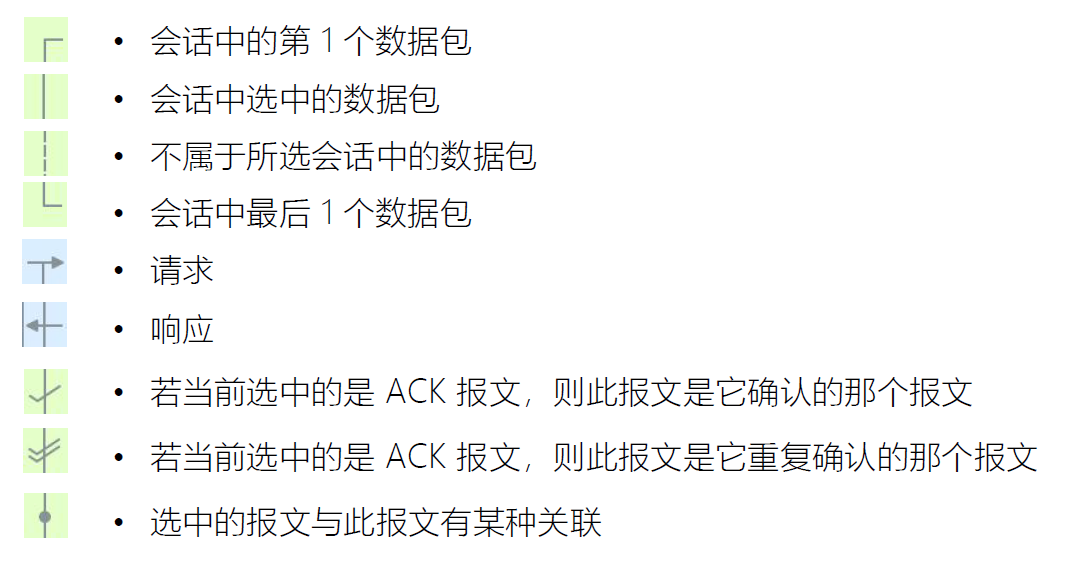 • 会话中的第 1 个数据包
• 会话中选中的数据包
• 不属于所选会话中的数据包
• 会话中最后 1 个数据包
• 请求
• 响应
• 若当前选中的是 ACK 报文，则此报文是它确认的那个报文
• 若当前选中的是 ACK 报文，则此报文是它重复确认的那个报文
• 选中的报文与此报文有某种关联